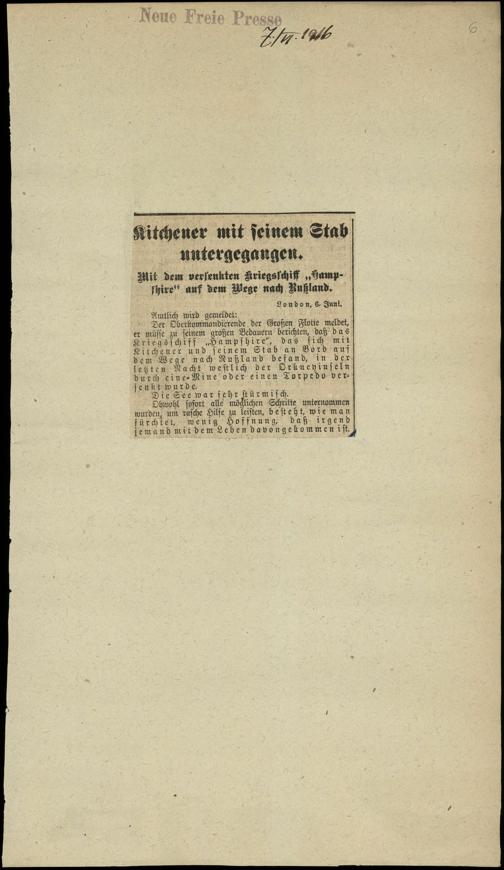 Neue Freie Presse
7./VI. 1916
6
Kitchener mit seinem Stab
untergegangen.
Mit dem versenkten Kriegsschiff „Hamp-
shire“ auf dem Wege nach Rußland.
London, 6. Juni.
Amtlich wird gemeldet:
Der Oberkommandierende der Großen Flotte meldet,
er müsse zu seinem großen Bedauern berichten, daß das
Kriegsschiff „Hampshire“, das sich mit
Kitchener und seinem Stab an Bord auf
dem Wege nach Rußland befand, in der
letzten Nacht westlich der Orkneyinseln
durch eine Mine oder einen Torpedo ver-
senkt wurde.
Die See war sehr stürmisch.
Obwohl sofort alle möglichen Schritte unternommen
wurden, um rasche Hilfe zu leisten, besteht, wie man
fürchtet, wenig Hoffnung, daß irgend
jemand mit dem Leben davongekommen ist.